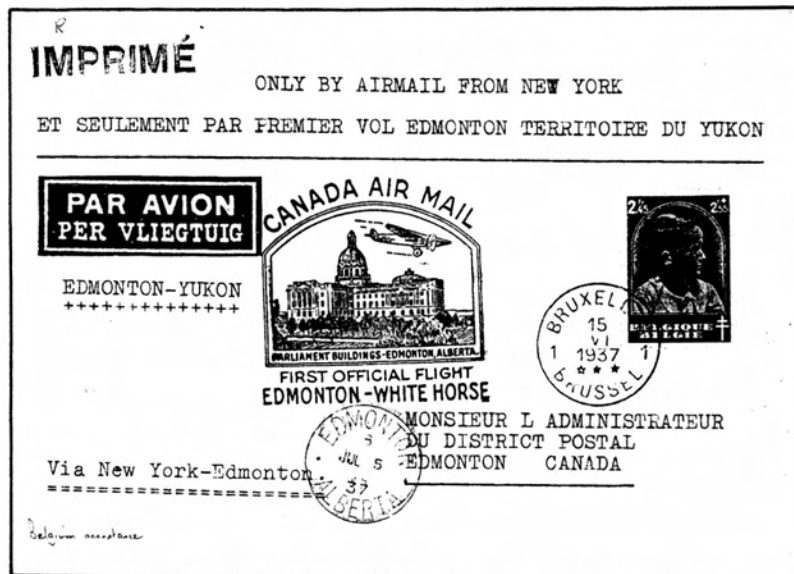 R
IMPRIMÉ
ONLY BY AIRMAIL FROM NEW YORK
ET SEULEMENT PAR PREMIER VOL EDMONTON TERRITOIRE DU YUKON
PAR AVION
PER VLIEGTUIG
EDMONTON-YUKON
++++++++++++++
CANADA AIR MAIL
PARLIAMENT BUILDINGS-EDMONTON, ALBERTA
FIRST OFFICIAL FLIGHT
EDMONTON-WHITE HORSE
BELGIQUE
BELGIE
BRUXELL
15
VI
1 1937 1
BRUSSEL
MONSIEUR L ADMINISTRATEUR
DU DISTRICT POSTAL
EDMONTON CANADA
EDMONTON
JUL 5
37
ALBERTA
Via New York-Edmonton
=====================
Belgium acceptance